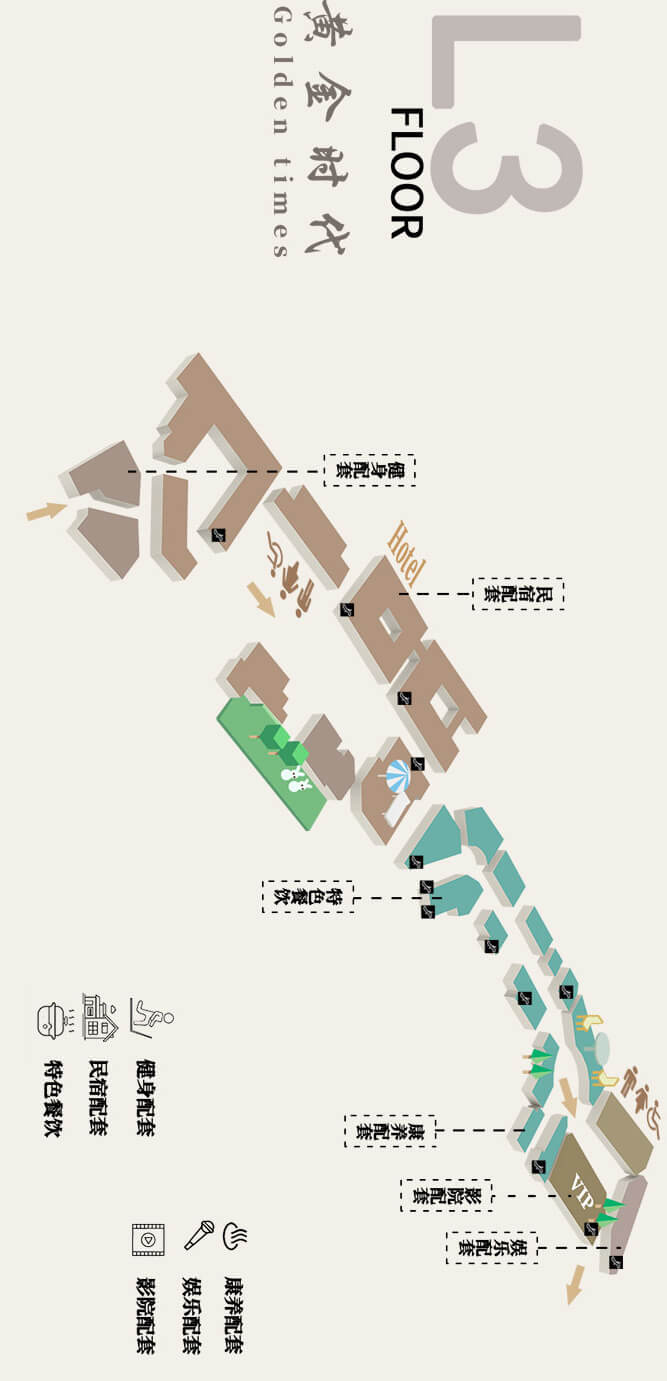 L3
FLOOR
黄金时代
Golden times
健身
配套
Hotel
民宿
配套
特色
餐饮
康养
配套
影院
配套
VIP
娱乐
配套
健身配套
民宿配套
特色餐饮
康养配套
娱乐配套
影院配套